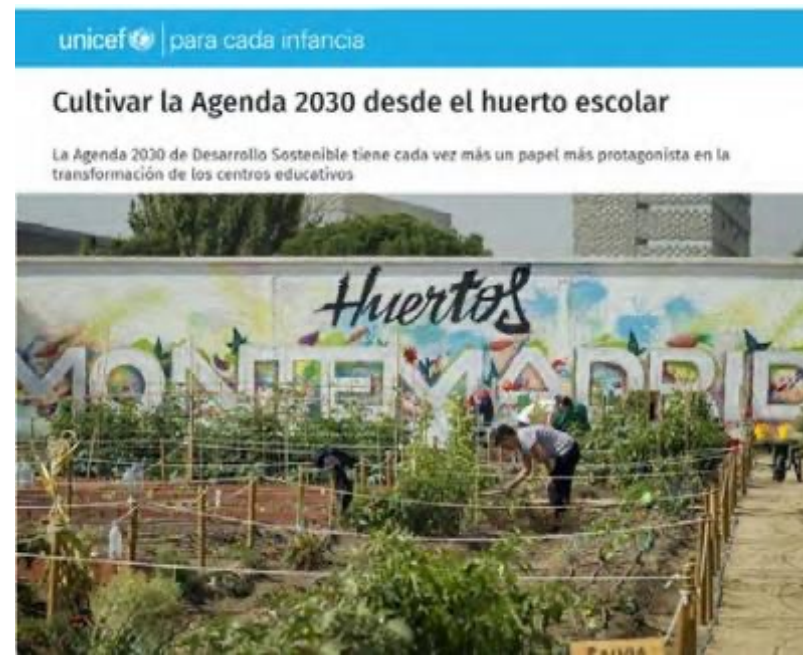 unicef para cada infancia
Cultivar la Agenda 2030 desde el huerto escolar
La Agenda 2030 de Desarrollo Sostenible tiene cada vez más un papel más protagonista en la
transformación de los centros educativos
Huertos
MONTEMADRID
SALVIA